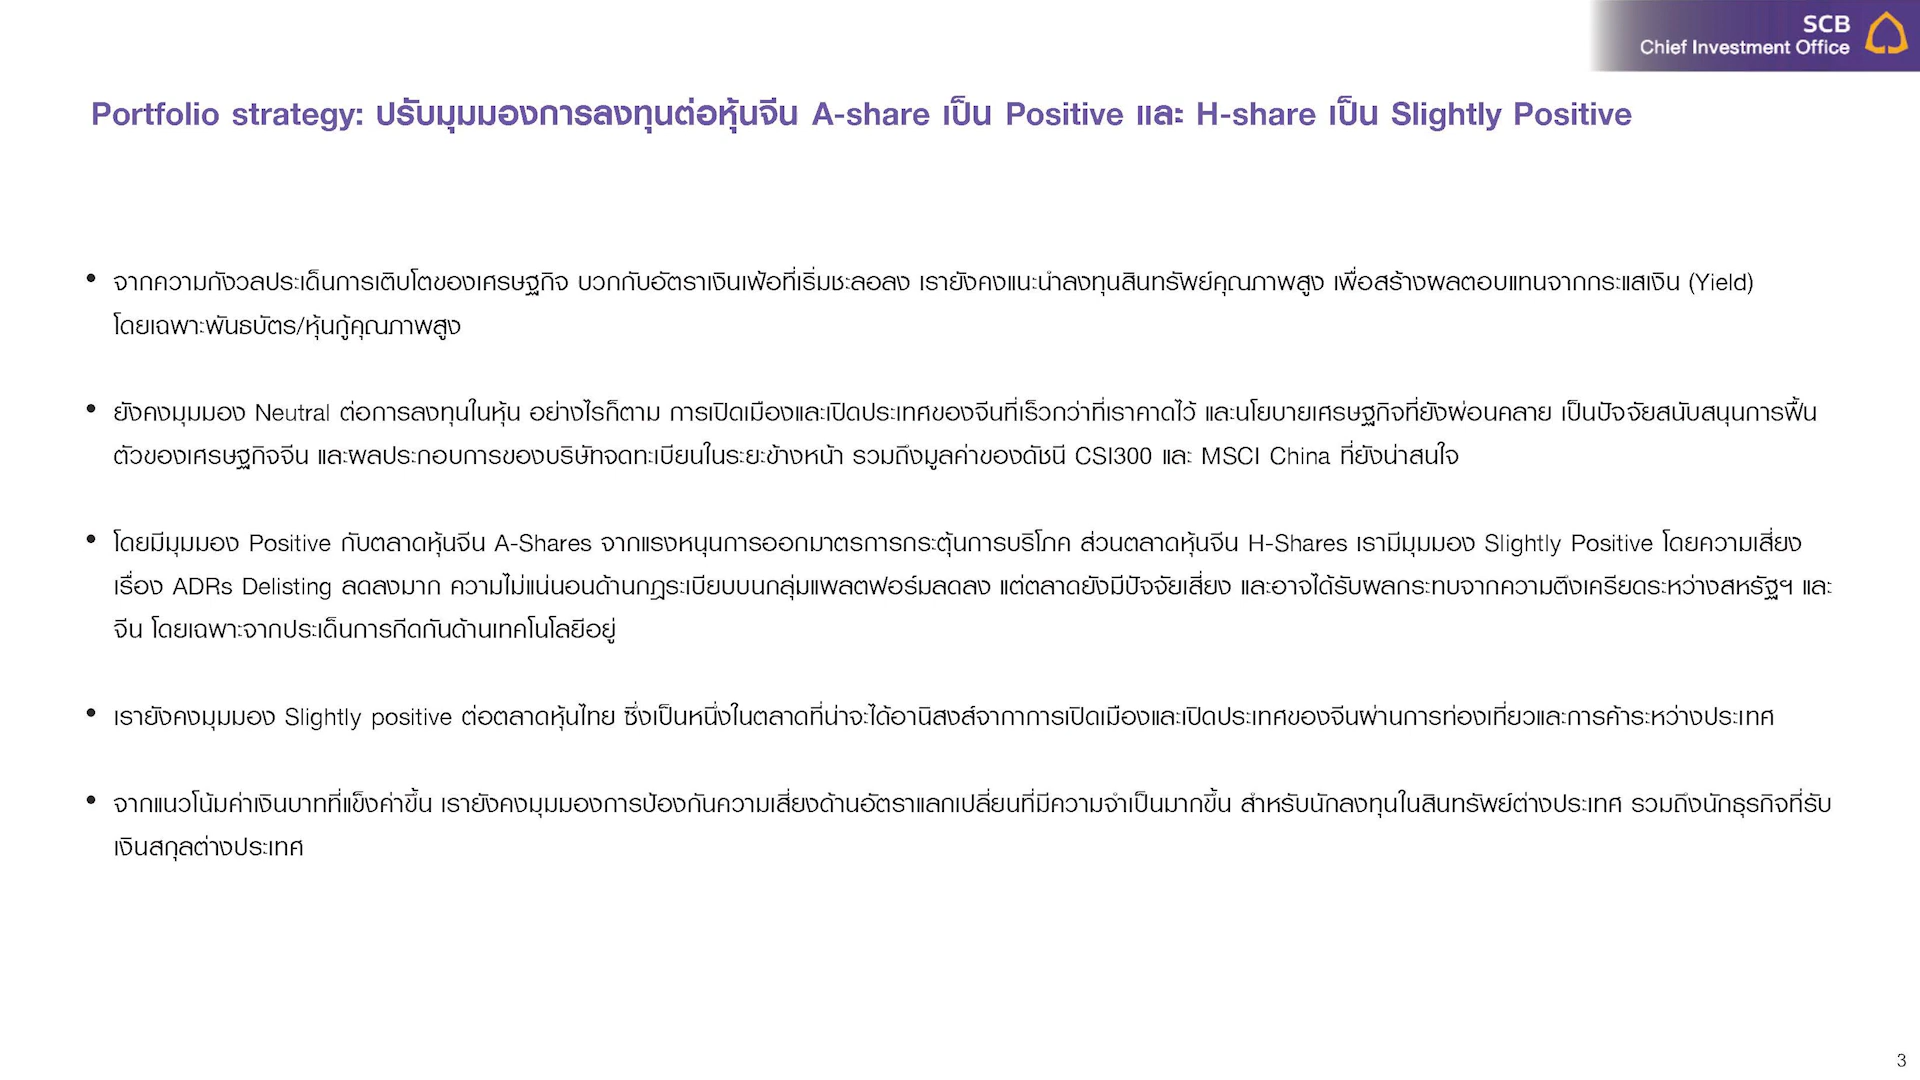 SCB
Chief Investment Office
Portfolio strategy: ปรับมุมมองการลงทุนต่อหุ้นจีน A-share เป็น Positive และ H-share เป็น Slightly Positive
• จากความกังวลประเด็นการเติบโตของเศรษฐกิจ บวกกับอัตราเงินเฟ้อที่เริ่มชะลอลง เรายังคงแนะนำลงทุนสินทรัพย์คุณภาพสูง เพื่อสร้างผลตอบแทนจากกระแสเงิน (Yield)
โดยเฉพาะพันธบัตร/หุ้นกู้คุณภาพสูง
• ยังคงมุมมอง Neutral ต่อการลงทุนในหุ้น อย่างไรก็ตาม การเปิดเมืองและเปิดประเทศของจีนที่เร็วกว่าที่เราคาดไว้ และนโยบายเศรษฐกิจที่ยังผ่อนคลาย เป็นปัจจัยสนับสนุนการฟื้น
ตัวของเศรษฐกิจจีน และผลประกอบการของบริษัทจดทะเบียนในระยะข้างหน้า รวมถึงมูลค่าของดัชนี CSI300 และ MSCI China ที่ยังน่าสนใจ
• โดยมีมุมมอง Positive กับตลาดหุ้นจีน A-Shares จากแรงหนุนการออกมาตรการกระตุ้นการบริโภค ส่วนตลาดหุ้นจีน H-Shares เรามีมุมมอง Slightly Positive โดยความเสี่ยง
เรื่อง ADRs Delisting ลดลงมาก ความไม่แน่นอนด้านกฎระเบียบบนกลุ่มแพลตฟอร์มลดลง แต่ตลาดยังมีปัจจัยเสี่ยง และอาจได้รับผลกระทบจากความตึงเครียดระหว่างสหรัฐฯ และ
จีน โดยเฉพาะจากประเด็นการกีดกันด้านเทคโนโลยีอยู่
• เรายังคงมุมมอง Slightly positive ต่อตลาดหุ้นไทย ซึ่งเป็นหนึ่งในตลาดที่น่าจะได้อานิสงส์จากาการเปิดเมืองและเปิดประเทศของจีนผ่านการท่องเที่ยวและการค้าระหว่างประเทศ
• จากแนวโน้มค่าเงินบาทที่แข็งค่าขึ้น เรายังคงมุมมองการป้องกันความเสี่ยงด้านอัตราแลกเปลี่ยนที่มีความจำเป็นมากขึ้น สำหรับนักลงทุนในสินทรัพย์ต่างประเทศ รวมถึงนักธุรกิจที่รับ
เงินสกุลต่างประเทศ
3